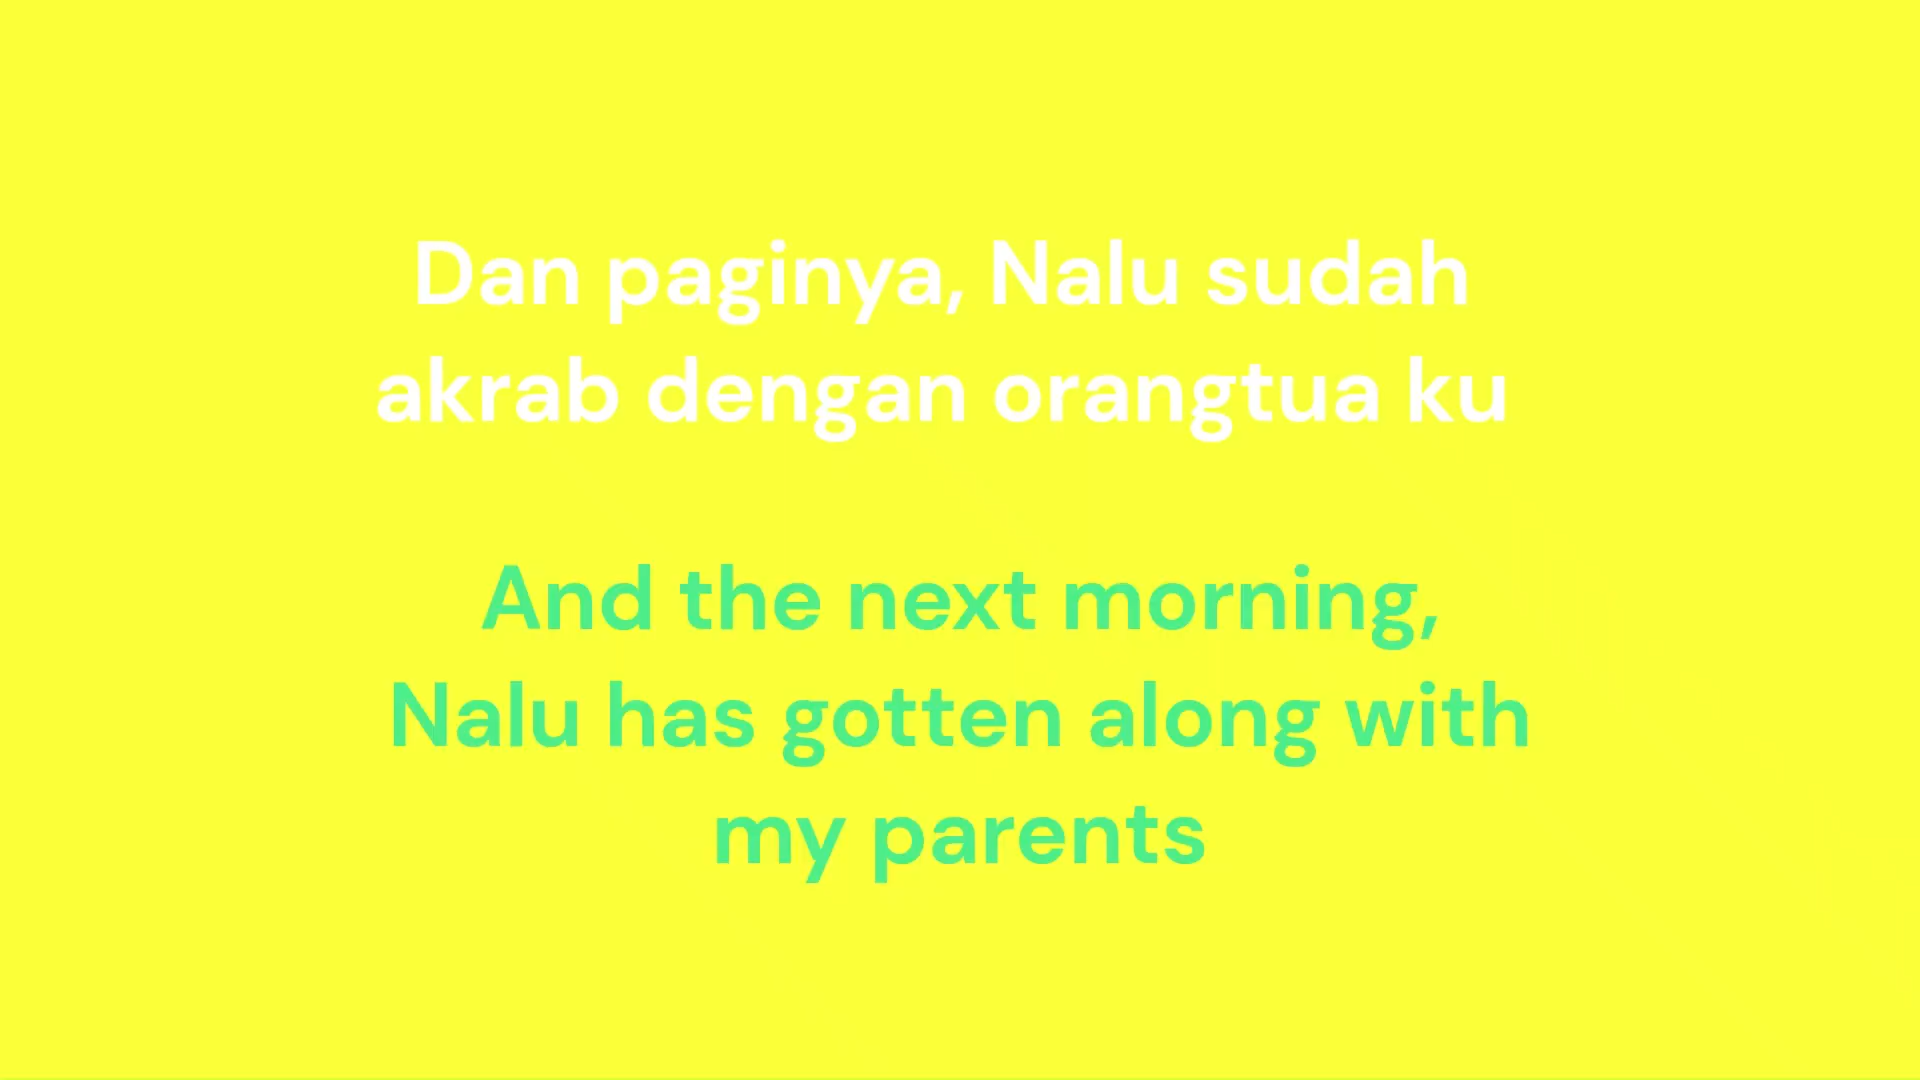 Dan paginya, Nalu sudah
akrab dengan orangtua ku
And the next morning,
Nalu has gotten along with
my parents